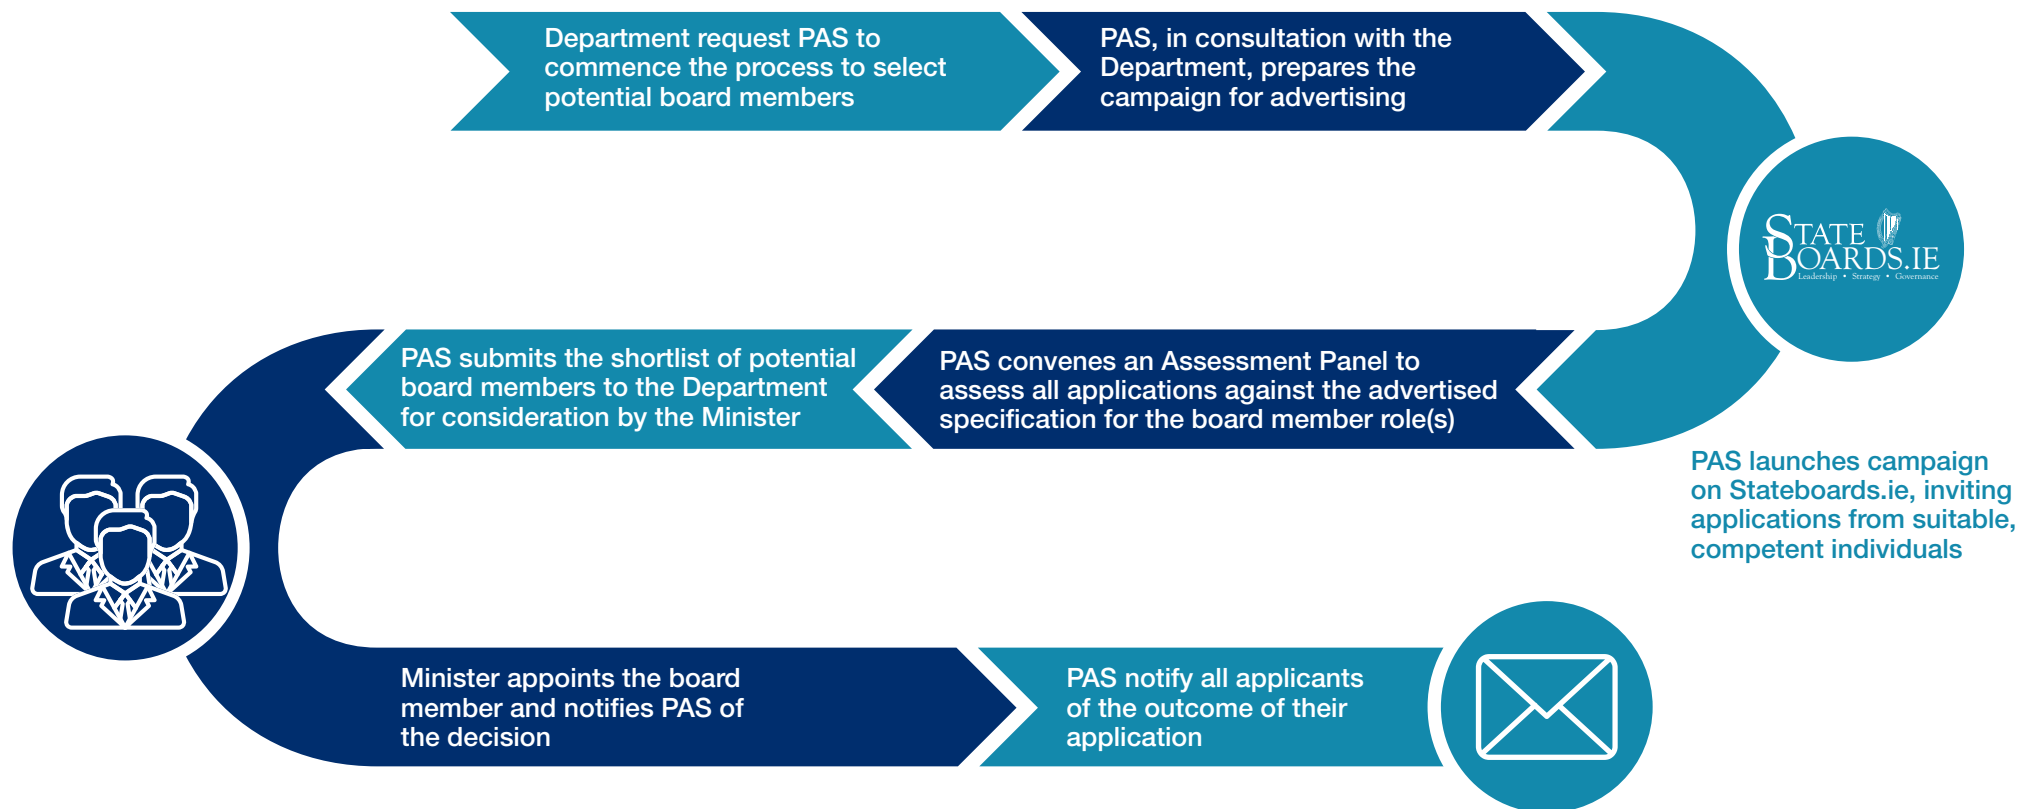 Department request PAS to
commence the process to select
potential board members
PAS, in consultation with the
Department, prepares the
campaign for advertising
STATE
BOARDS.IE
Leadership • Strategy • Governance
PAS launches campaign
on Stateboards.ie, inviting
applications from suitable,
competent individuals
PAS convenes an Assessment Panel to
assess all applications against the advertised
specification for the board member role(s)
PAS submits the shortlist of potential
board members to the Department
for consideration by the Minister
Minister appoints the board
member and notifies PAS of
the decision
PAS notify all applicants
of the outcome of their
application